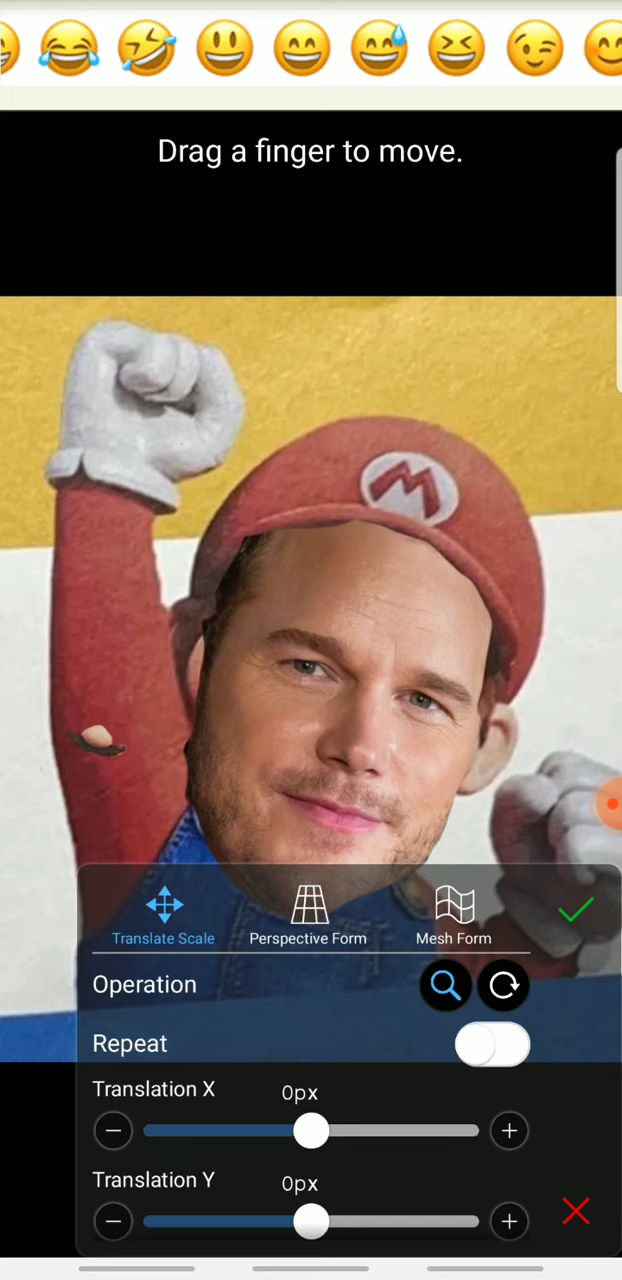 Drag a finger to move.
M
Translate Scale
Perspective Form
Mesh Form
Operation
Repeat
Translation X
0px
Translation Y
0px